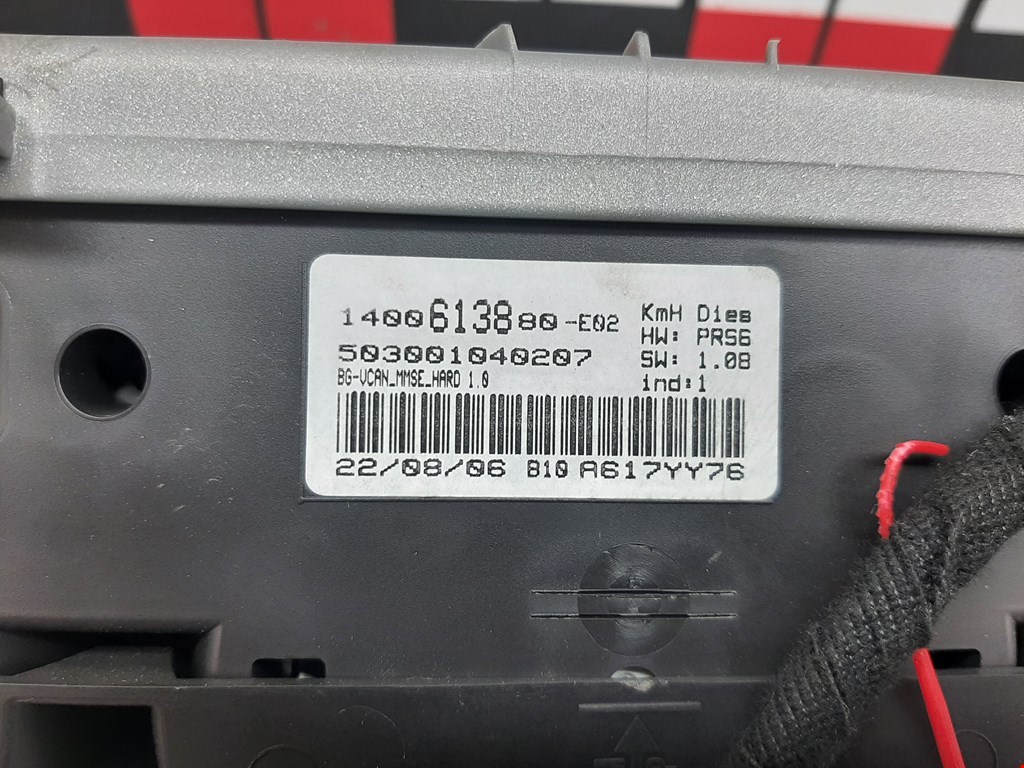 1400613880-E02
503001040207
BG-VCAN_MMSE_HARD 1.0
KmH Dies
HW: PRS6
SW: 1.08
ind:1
22/08/06 B10 A617YY76